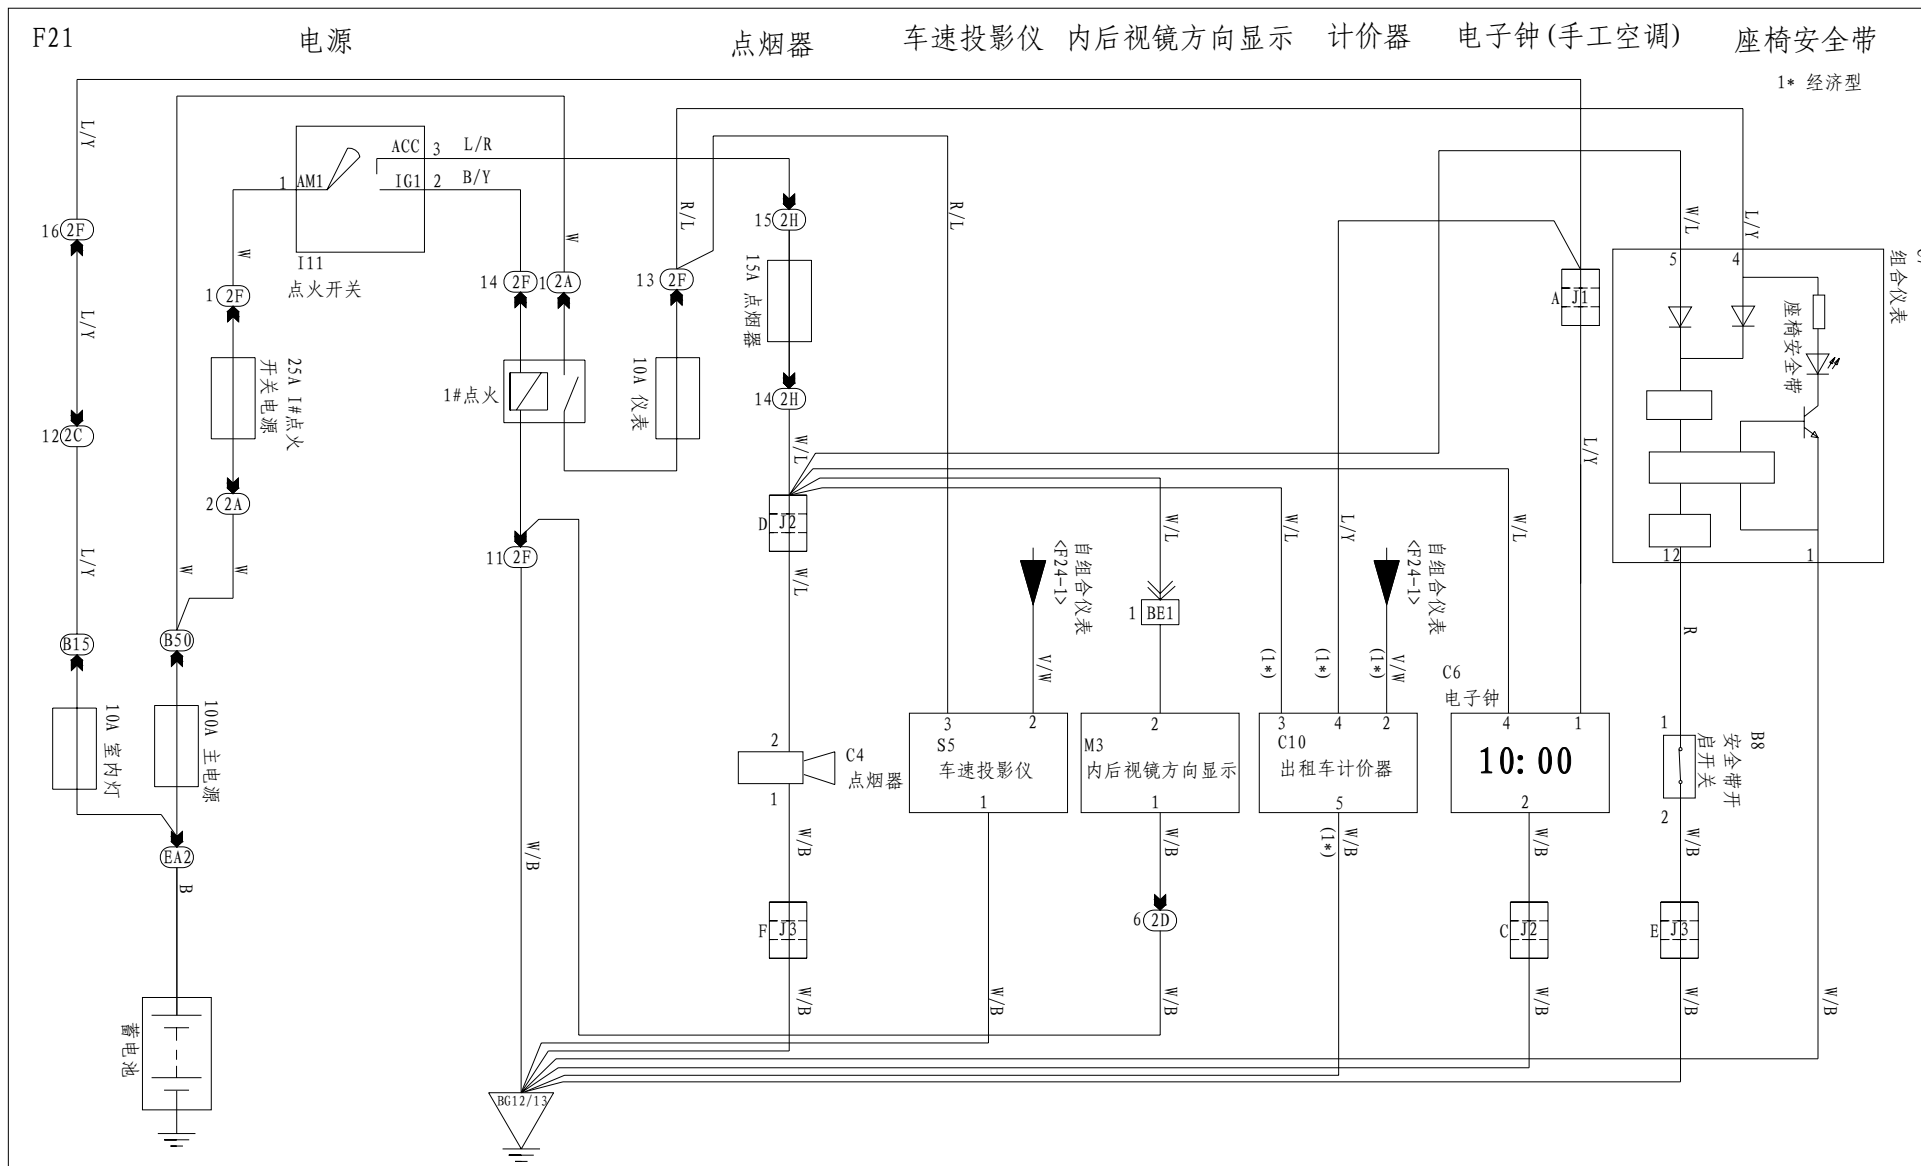 F21
电源
点烟器
车速投影仪
内后视镜方向显示
计价器
电子钟(手工空调)
座椅安全带
1* 经济型
L/Y
16 2F
L/Y
12 2C
L/Y
B15
10A 室内灯
W
B50
100A 主电源
EA2
B
蓄电池
1 AM1
ACC 3 L/R
IG1 2 B/Y
I11
点火开关
W
1 2F
25A I#点火
开关电源
2 2A
W
14 2F
W
1 2A
1#点火
11 2F
W/B
BG12/13
R/L
13 2F
10A 仪表
15 2H
15A 点烟器
14 2H
W/L
D J2
W/L
2
C4
点烟器
1
W/B
F J3
W/B
R/L
自组合仪表
<F24-1>
V/W
3 2
S5
车速投影仪
1
W/B
W/L
1 BE1
2
M3
内后视镜方向显示
1
W/B
6 2D
W/B
W/L
(1*)
L/Y
(1*)
自组合仪表
<F24-1>
V/W
(1*)
3 4 2
C10
出租车计价器
5
W/B
(1*)
A J1
L/Y
W/L
C6
电子钟
4 1
10:00
2
W/B
C J2
W/B
W/L
L/Y
5 4
组合仪表
座椅安全带
12 1
R
1
B8
安全带开
启开关
2
W/B
E J3
W/B
W/B